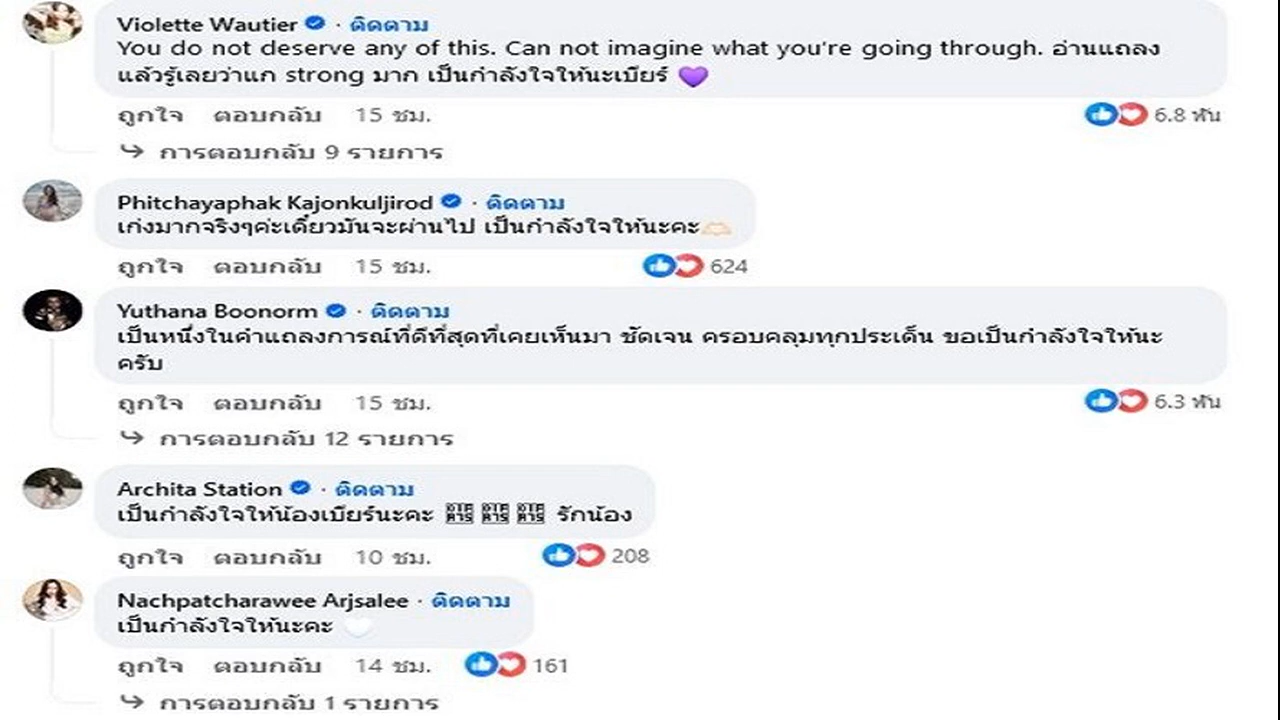 Violette Wautier · ติดตาม
You do not deserve any of this. Can not imagine what you're going through. อ่านแถลง
แล้วรู้เลยว่าแก strong มาก เป็นกำลังใจให้นะเบียร์ 💜
ถูกใจ ตอบกลับ 15 ชม. 6.8 พัน
การตอบกลับ 9 รายการ
Phitchayaphak Kajonkuljirod · ติดตาม
เก่งมากจริงๆค่ะเดี๋ยวมันจะผ่านไป เป็นกำลังใจให้นะคะ🫶🏻
ถูกใจ ตอบกลับ 15 ชม. 624
Yuthana Boonorm · ติดตาม
เป็นหนึ่งในคำแถลงการณ์ที่ดีที่สุดที่เคยเห็นมา ชัดเจน ครอบคลุมทุกประเด็น ขอเป็นกำลังใจให้นะ
ครับ
ถูกใจ ตอบกลับ 15 ชม. 6.3 พัน
การตอบกลับ 12 รายการ
Archita Station · ติดตาม
เป็นกำลังใจให้น้องเบียร์นะคะ รักน้อง
ถูกใจ ตอบกลับ 10 ชม. 208
Nachpatcharawee Arjsalee · ติดตาม
เป็นกำลังใจให้นะคะ 🤍
ถูกใจ ตอบกลับ 14 ชม. 161
การตอบกลับ 1 รายการ